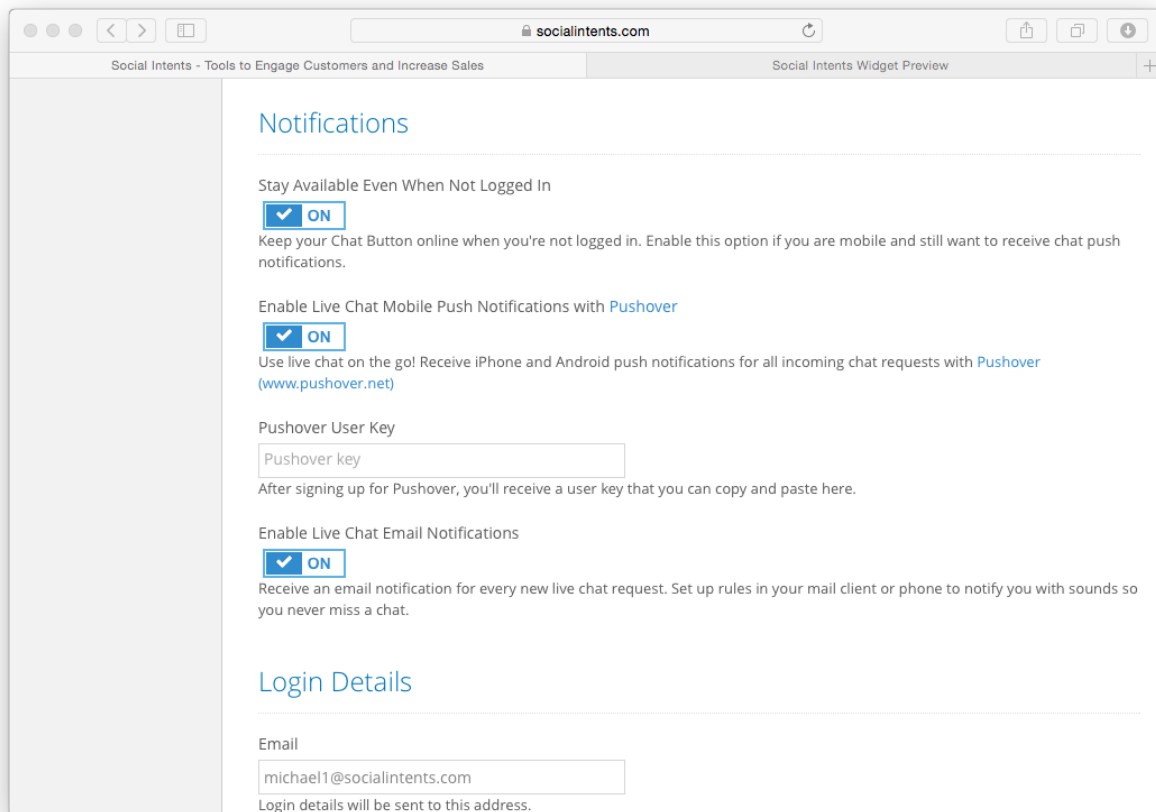 socialintents.com
Social Intents - Tools to Engage Customers and Increase Sales
Social Intents Widget Preview
Notifications
Stay Available Even When Not Logged In
ON
Keep your Chat Button online when you're not logged in. Enable this option if you are mobile and still want to receive chat push
notifications.
Enable Live Chat Mobile Push Notifications with Pushover
ON
Use live chat on the go! Receive iPhone and Android push notifications for all incoming chat requests with Pushover
(www.pushover.net)
Pushover User Key
Pushover key
After signing up for Pushover, you'll receive a user key that you can copy and paste here.
Enable Live Chat Email Notifications
ON
Receive an email notification for every new live chat request. Set up rules in your mail client or phone to notify you with sounds so
you never miss a chat.
Login Details
Email
michael1@socialintents.com
Login details will be sent to this address.